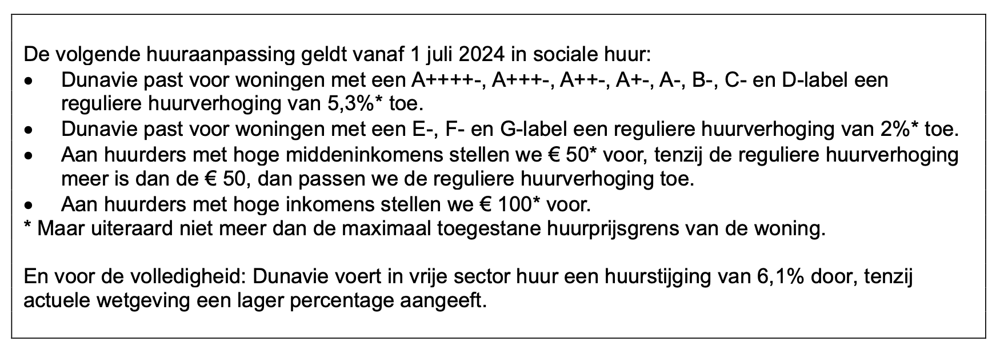 De volgende huuraanpassing geldt vanaf 1 juli 2024 in sociale huur:
• Dunavie past voor woningen met een A++++-, A+++-, A++-, A+-, A-, B-, C- en D-label een
reguliere huurverhoging van 5,3%* toe.
• Dunavie past voor woningen met een E-, F- en G-label een reguliere huurverhoging van 2%* toe.
• Aan huurders met hoge middeninkomens stellen we € 50* voor, tenzij de reguliere huurverhoging
meer is dan de € 50, dan passen we de reguliere huurverhoging toe.
• Aan huurders met hoge inkomens stellen we € 100* voor.
* Maar uiteraard niet meer dan de maximaal toegestane huurprijsgrens van de woning.
En voor de volledigheid: Dunavie voert in vrije sector huur een huurstijging van 6,1% door, tenzij
actuele wetgeving een lager percentage aangeeft.